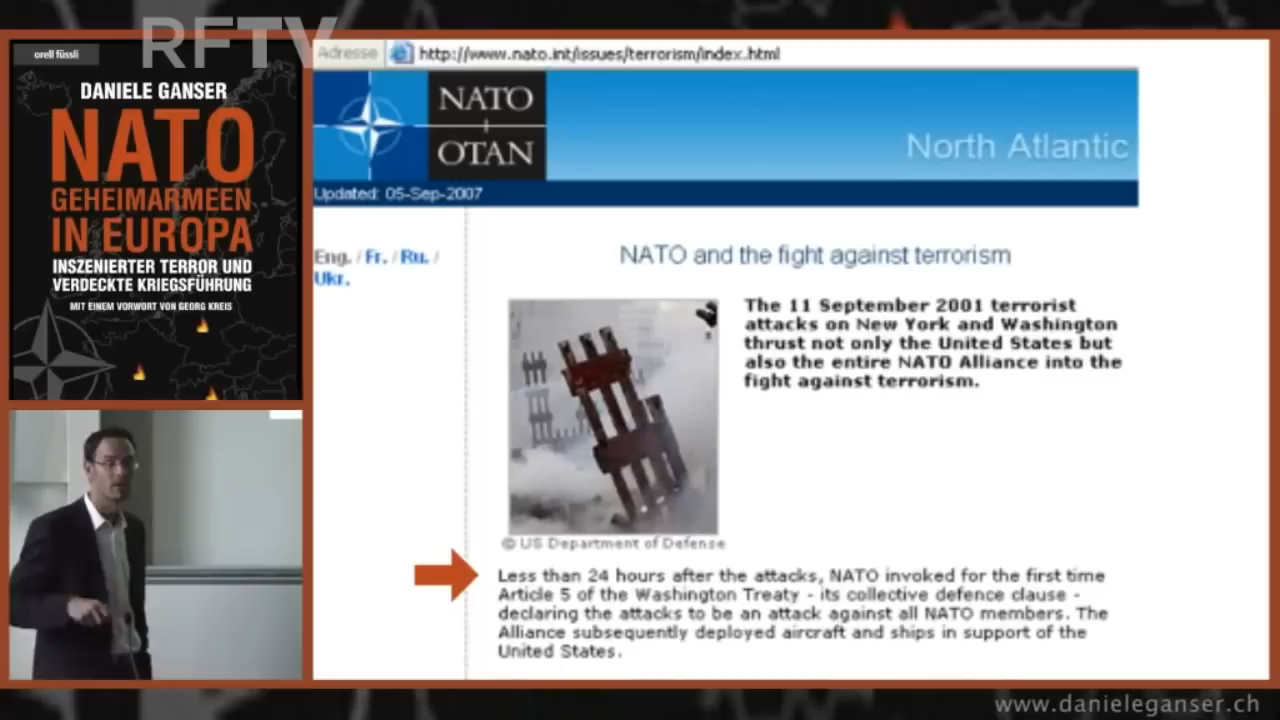 RFTV
orell füssli
DANIELE GANSER
NATO
GEHEIMARMEEN
IN EUROPA
INSZENIERTER TERROR UND
VERDECKTE KRIEGSFÜHRUNG
MIT EINEM VORWORT VON GEORG KREIS
Adresse http://www.nato.int/issues/terrorism/index.html
NATO
OTAN
North Atlantic
Updated: 05-Sep-2007
Eng. / Fr. / Ru. /
Ukr.
NATO and the fight against terrorism
The 11 September 2001 terrorist
attacks on New York and Washington
thrust not only the United States but
also the entire NATO Alliance into the
fight against terrorism.
© US Department of Defense
Less than 24 hours after the attacks, NATO invoked for the first time
Article 5 of the Washington Treaty - its collective defence clause -
declaring the attacks to be an attack against all NATO members. The
Alliance subsequently deployed aircraft and ships in support of the
United States.
www.danieleganser.ch